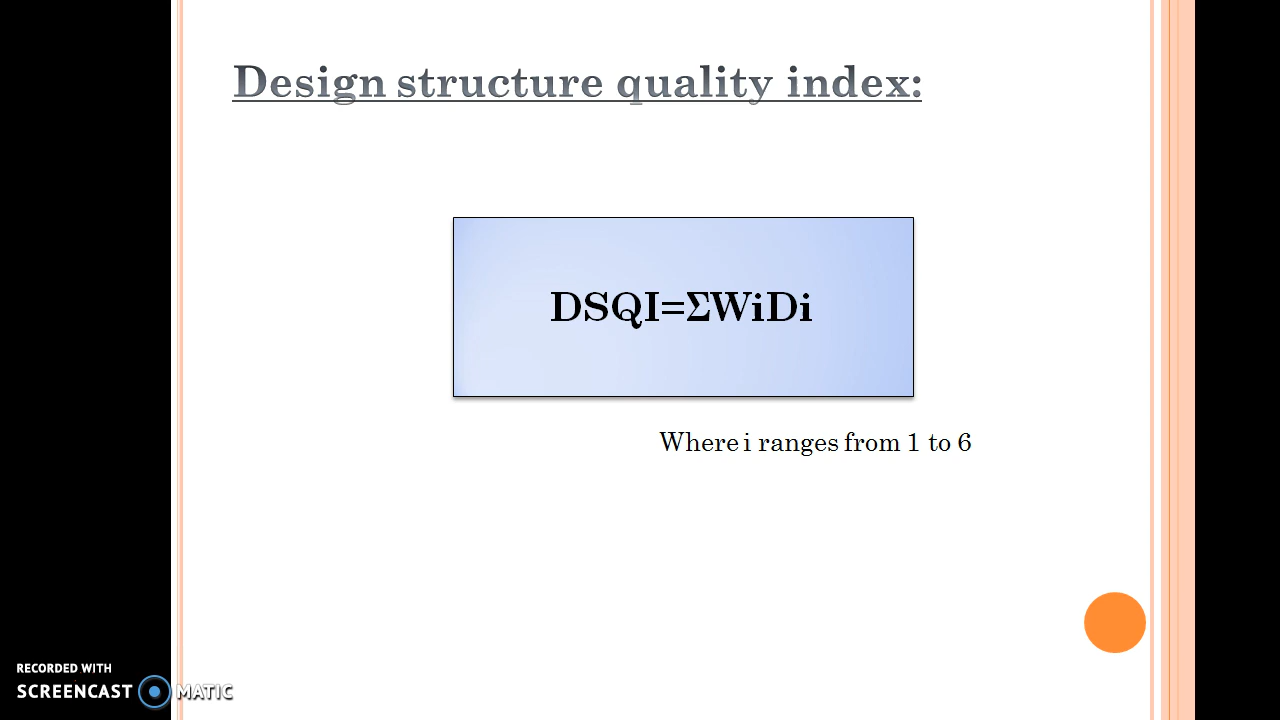 Design structure quality index:
DSQI=ΣWiDi
Where i ranges from 1 to 6
RECORDED WITH
SCREENCAST MATIC